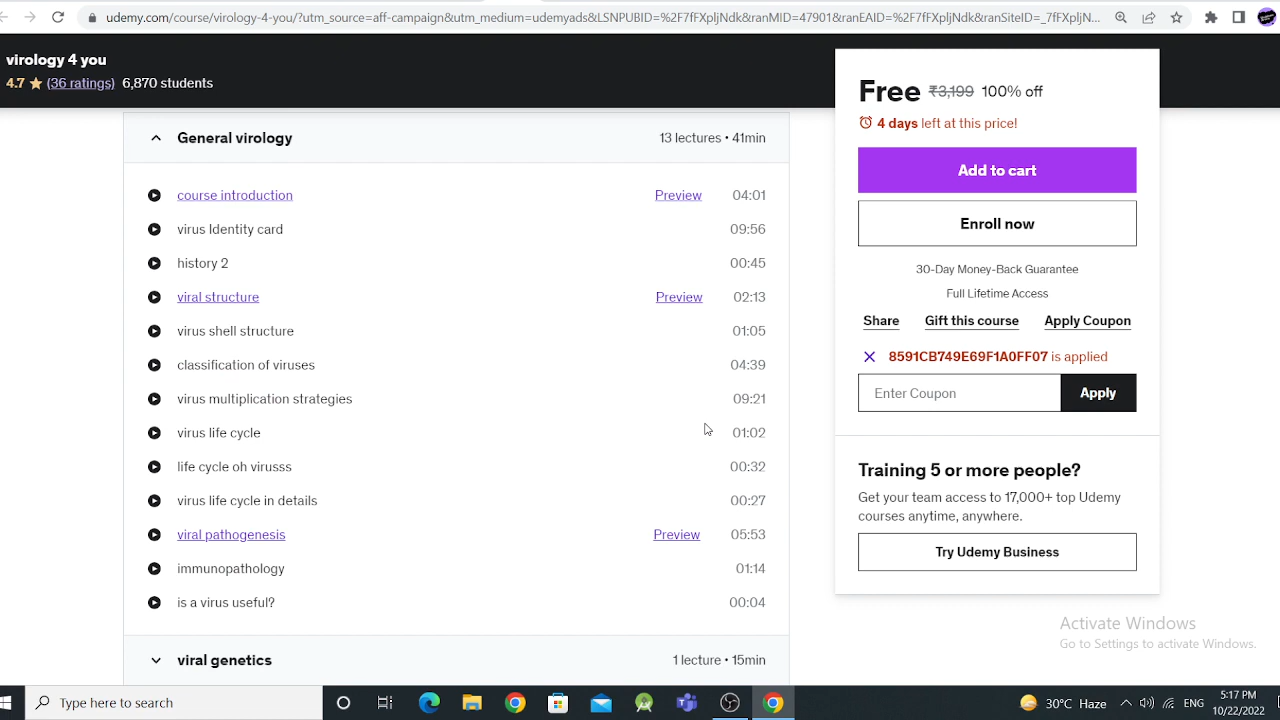 udemy.com/course/virology-4-you/?utm_source=aff-campaign&utm_medium=udemyads&LSNPUBID=%2F7fFXpljNdk&ranMID=47901&ranEAID=%2F7fFXpljNdk&ranSiteID=_7fFXpljN...
virology 4 you
4.7 ★ (36 ratings) 6,870 students
General virology 13 lectures • 41min
course introduction Preview 04:01
virus Identity card 09:56
history 2 00:45
viral structure Preview 02:13
virus shell structure 01:05
classification of viruses 04:39
virus multiplication strategies 09:21
virus life cycle 01:02
life cycle oh virusss 00:32
virus life cycle in details 00:27
viral pathogenesis Preview 05:53
immunopathology 01:14
is a virus useful? 00:04
viral genetics 1 lecture • 15min
Free ₹3,199 100% off
4 days left at this price!
Add to cart
Enroll now
30-Day Money-Back Guarantee
Full Lifetime Access
Share Gift this course Apply Coupon
8591CB749E69F1A0FF07 is applied
Enter Coupon Apply
Training 5 or more people?
Get your team access to 17,000+ top Udemy
courses anytime, anywhere.
Try Udemy Business
Activate Windows
Go to Settings to activate Windows.
Type here to search
30°C Haze ENG
5:17 PM
10/22/2022